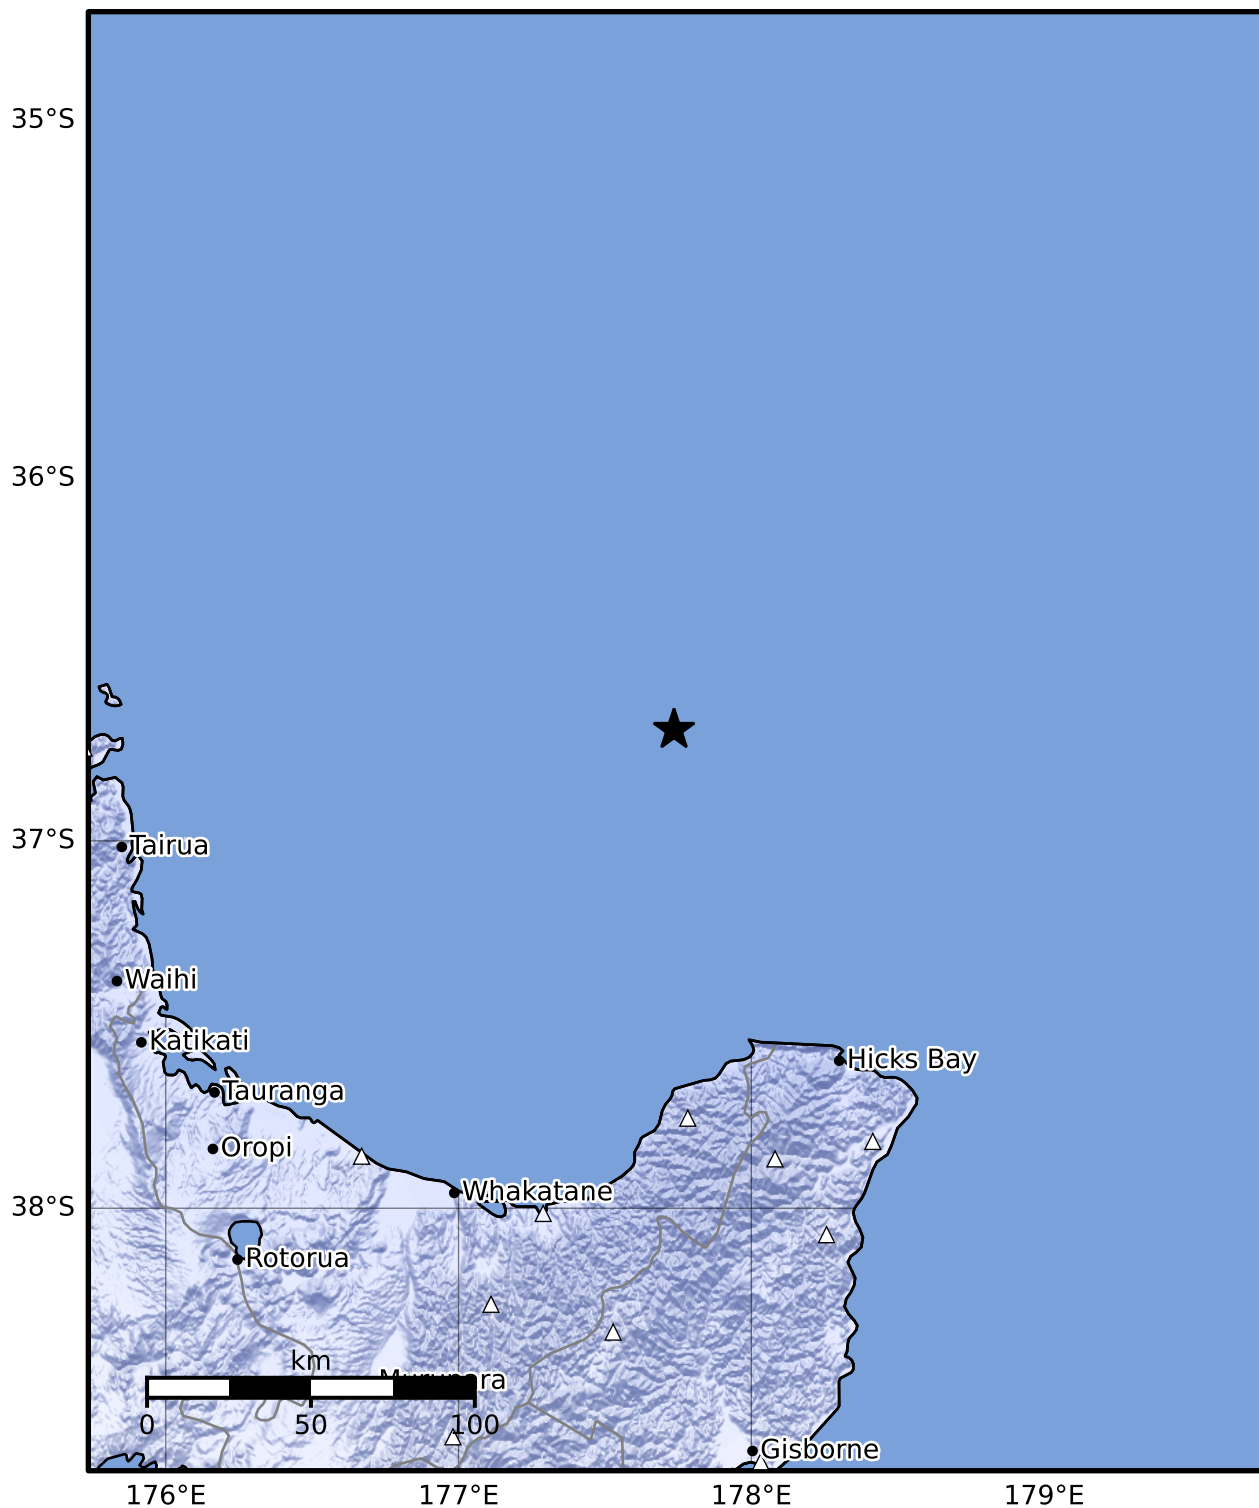 35°S
36°S
37°S
Tairua
Waihi
Katikati
Hicks Bay
Tauranga
Oropi
Whakatane
38°S
Rotorua
km
Murupara
0 50 100
Gisborne
176°E 177°E 178°E 179°E